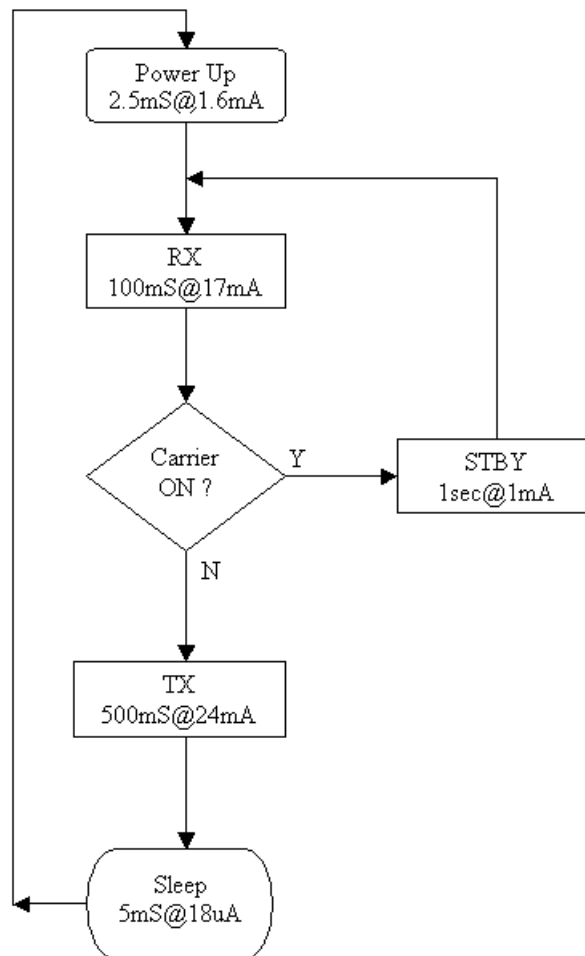 Power Up
2.5mS@1.6mA
RX
100mS@17mA
Carrier
ON ?
Y
STBY
1sec@1mA
N
TX
500mS@24mA
Sleep
5mS@18uA